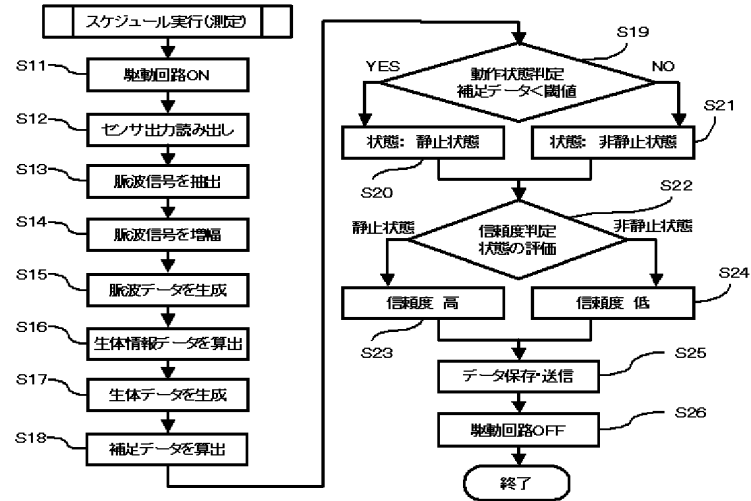 スケジュール実行(測定)
S11
駆動回路ON
S12
センサ出力読み出し
S13
脈波信号を抽出
S14
脈波信号を増幅
S15
脈波データを生成
S16
生体情報データを算出
S17
生体データを生成
S18
補足データを算出
S19
動作状態判定
補足データ<閾値
YES
NO
状態: 静止状態
S20
状態: 非静止状態
S21
S22
信頼度判定
状態の評価
静止状態
非静止状態
信頼度 高
S23
信頼度 低
S24
データ保存・送信
S25
駆動回路OFF
S26
終了